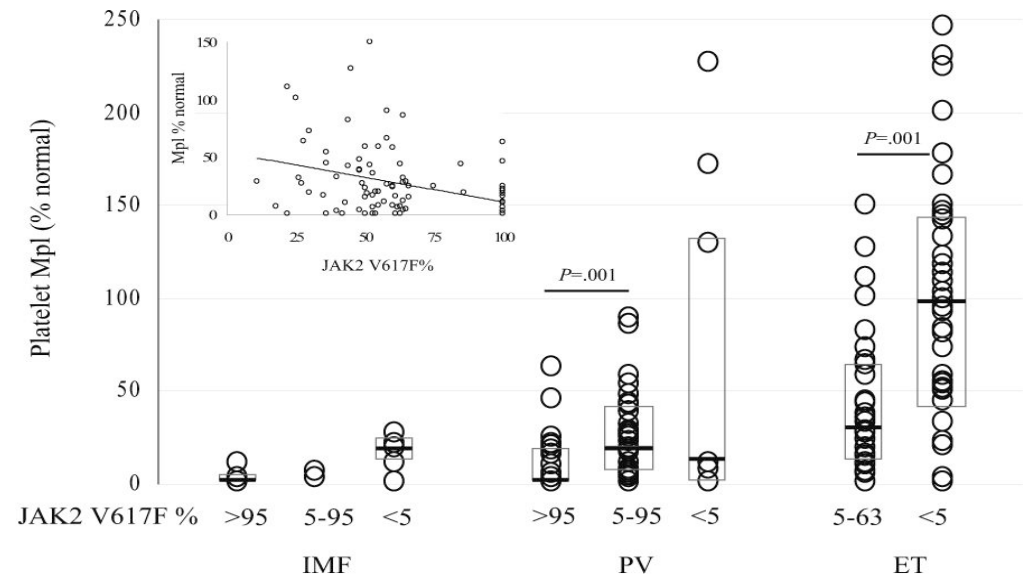 250
200
150
100
50
0
Platelet Mpl (% normal)
150
100
50
0
Mpl % normal
0 25 50 75 100
JAK2 V617F%
P=.001
P=.001
JAK2 V617F % >95 5-95 <5 >95 5-95 <5 5-63 <5
IMF PV ET